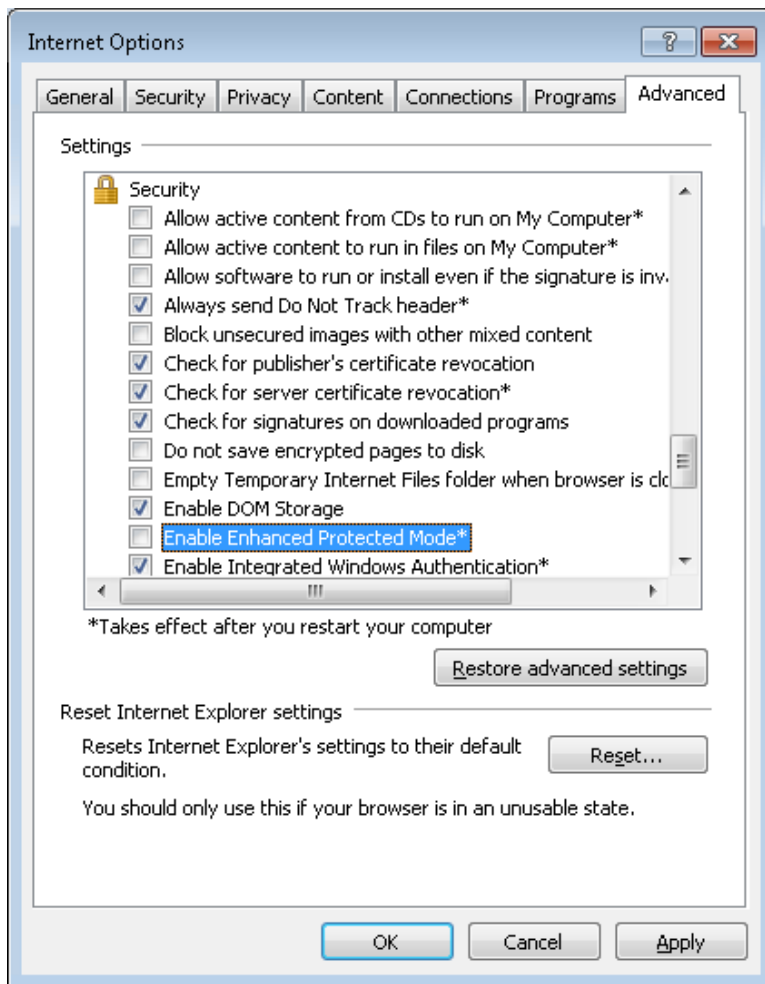 Internet Options
General Security Privacy Content Connections Programs Advanced
Settings
Security
Allow active content from CDs to run on My Computer*
Allow active content to run in files on My Computer*
Allow software to run or install even if the signature is inv
Always send Do Not Track header*
Block unsecured images with other mixed content
Check for publisher's certificate revocation
Check for server certificate revocation*
Check for signatures on downloaded programs
Do not save encrypted pages to disk
Empty Temporary Internet Files folder when browser is clo
Enable DOM Storage
Enable Enhanced Protected Mode*
Enable Integrated Windows Authentication*
*Takes effect after you restart your computer
Restore advanced settings
Reset Internet Explorer settings
Resets Internet Explorer's settings to their default
condition.
Reset...
You should only use this if your browser is in an unusable state.
OK Cancel Apply